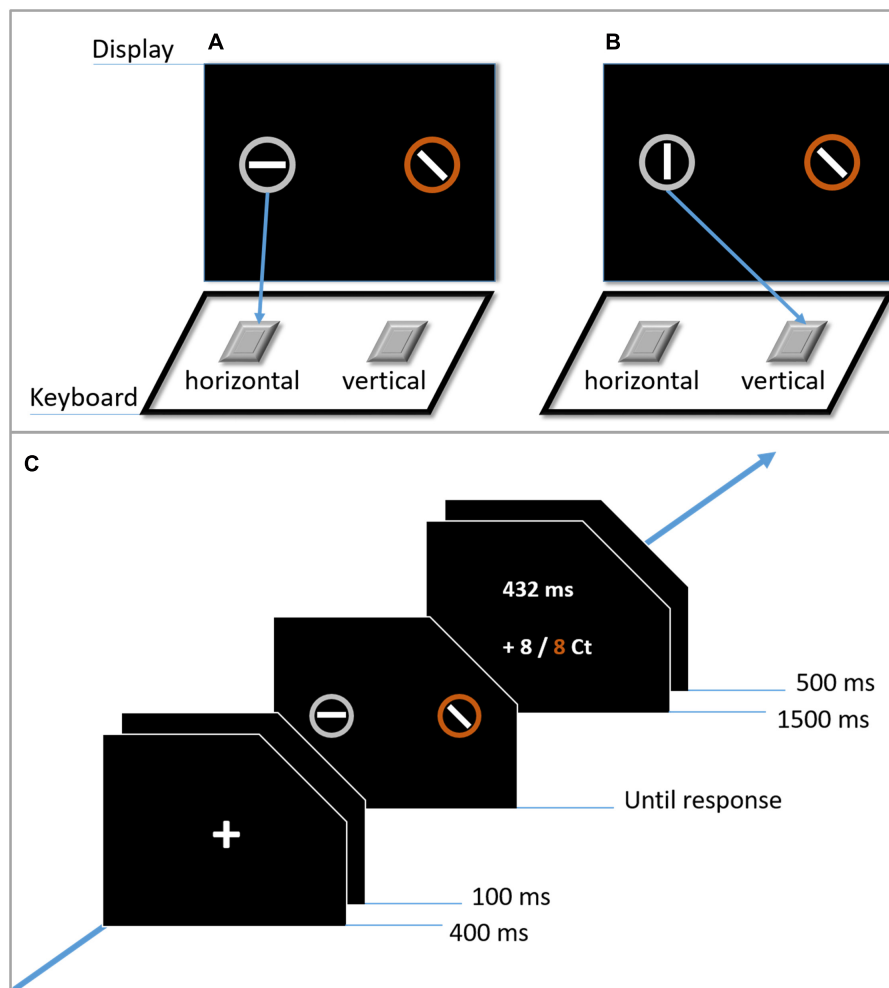 A
B
Display
horizontal
vertical
horizontal
vertical
Keyboard
C
432 ms
+ 8 / 8 Ct
500 ms
1500 ms
Until response
+
100 ms
400 ms